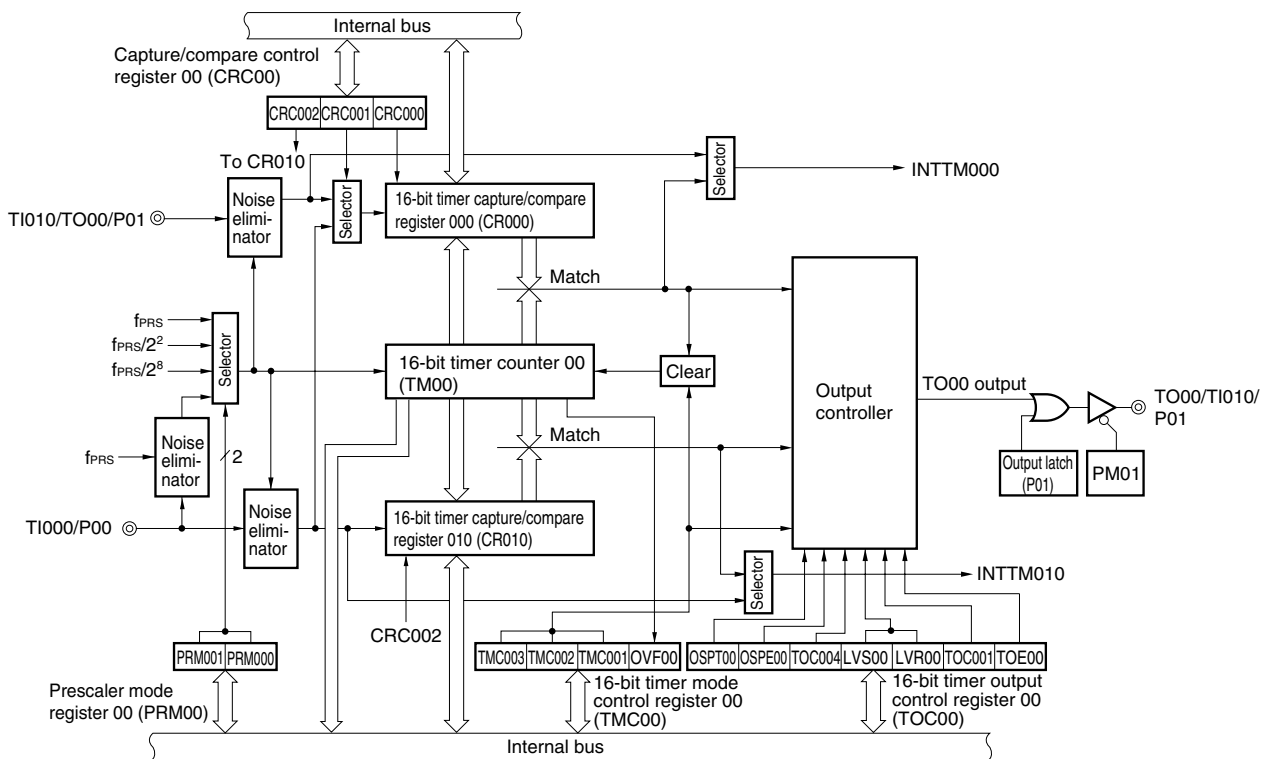 Internal bus
Capture/compare control
register 00 (CRC00)
CRC002 CRC001 CRC000
To CR010
TI010/TO00/P01
Noise
elimi-
nator
Selector
16-bit timer capture/compare
register 000 (CR000)
Selector
INTTM000
Match
fPRS
fPRS/2²
fPRS/2⁸
Selector
16-bit timer counter 00
(TM00)
Clear
Output
controller
TO00 output
TO00/TI010/
P01
Output latch
(P01)
PM01
fPRS
Noise
elimi-
nator
2
Match
TI000/P00
Noise
elimi-
nator
16-bit timer capture/compare
register 010 (CR010)
Selector
INTTM010
CRC002
PRM001 PRM000
Prescaler mode
register 00 (PRM00)
TMC003 TMC002 TMC001 OVF00
16-bit timer mode
control register 00
(TMC00)
OSPT00 OSPE00 TOC004 LVS00 LVR00 TOC001 TOE00
16-bit timer output
control register 00
(TOC00)
Internal bus